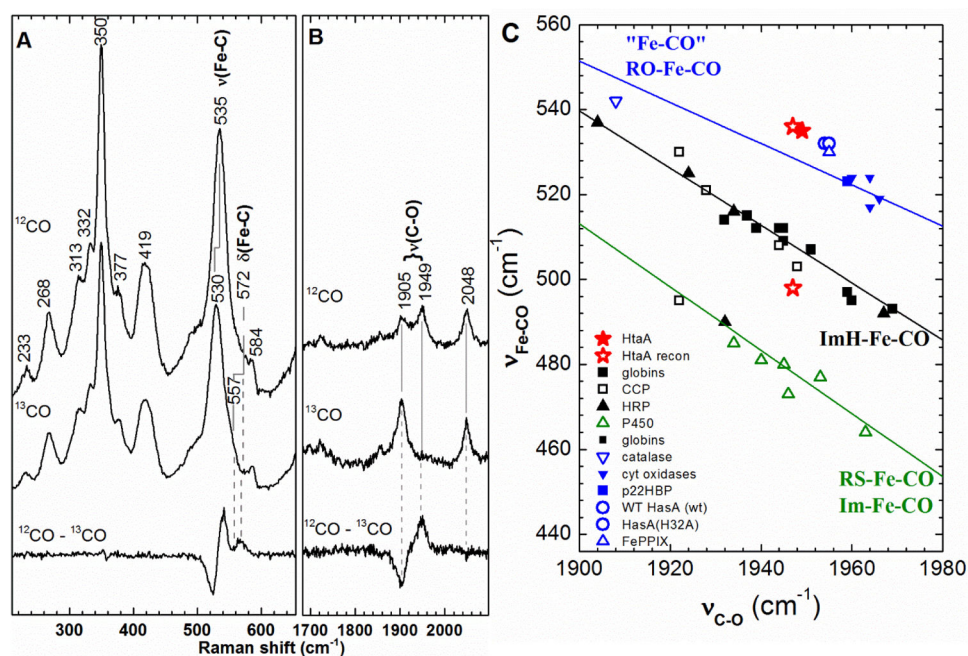 A
350
535 ν(Fe-C)
572 δ(Fe-C)
530
¹²CO
313
332
377
419
268
233
584
557
¹³CO
¹²CO - ¹³CO
300 400 500 600
B
1905
1949
}ν(C-O)
2048
¹²CO
¹³CO
¹²CO - ¹³CO
1700 1800 1900 2000
Raman shift (cm⁻¹)
C
"Fe-CO"
RO-Fe-CO
ImH-Fe-CO
RS-Fe-CO
Im-Fe-CO
HtaA
HtaA recon
globins
CCP
HRP
P450
globins
catalase
cyt oxidases
p22HBP
WT HasA (wt)
HasA(H32A)
FePPIX
νFe-CO (cm⁻¹)
560
540
520
500
480
460
440
1900 1920 1940 1960 1980
νC-O (cm⁻¹)